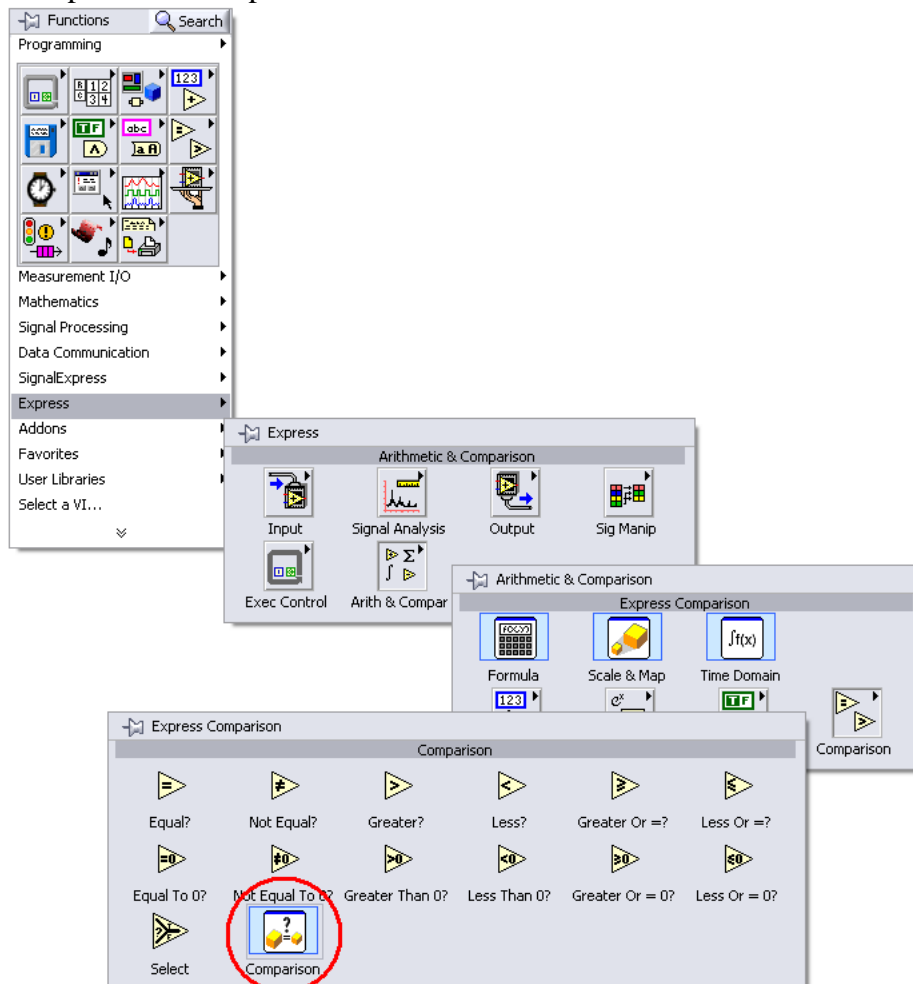 Functions Search
Programming
Measurement I/O
Mathematics
Signal Processing
Data Communication
SignalExpress
Express
Addons
Favorites
User Libraries
Select a VI...
Express
Arithmetic & Comparison
Input Signal Analysis Output Sig Manip
Exec Control Arith & Compar
Arithmetic & Comparison
Express Comparison
Formula Scale & Map Time Domain
Comparison
Express Comparison
Comparison
Equal? Not Equal? Greater? Less? Greater Or =? Less Or =?
Equal To 0? Not Equal To 0? Greater Than 0? Less Than 0? Greater Or = 0? Less Or = 0?
Select Comparison